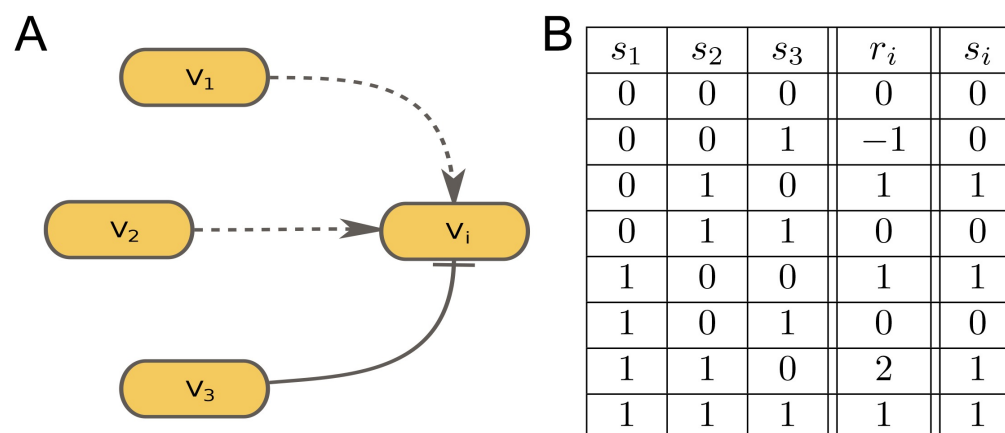 A
V1
V2
Vi
V3
B
s1 s2 s3 ri si
0 0 0 0 0
0 0 1 −1 0
0 1 0 1 1
0 1 1 0 0
1 0 0 1 1
1 0 1 0 0
1 1 0 2 1
1 1 1 1 1